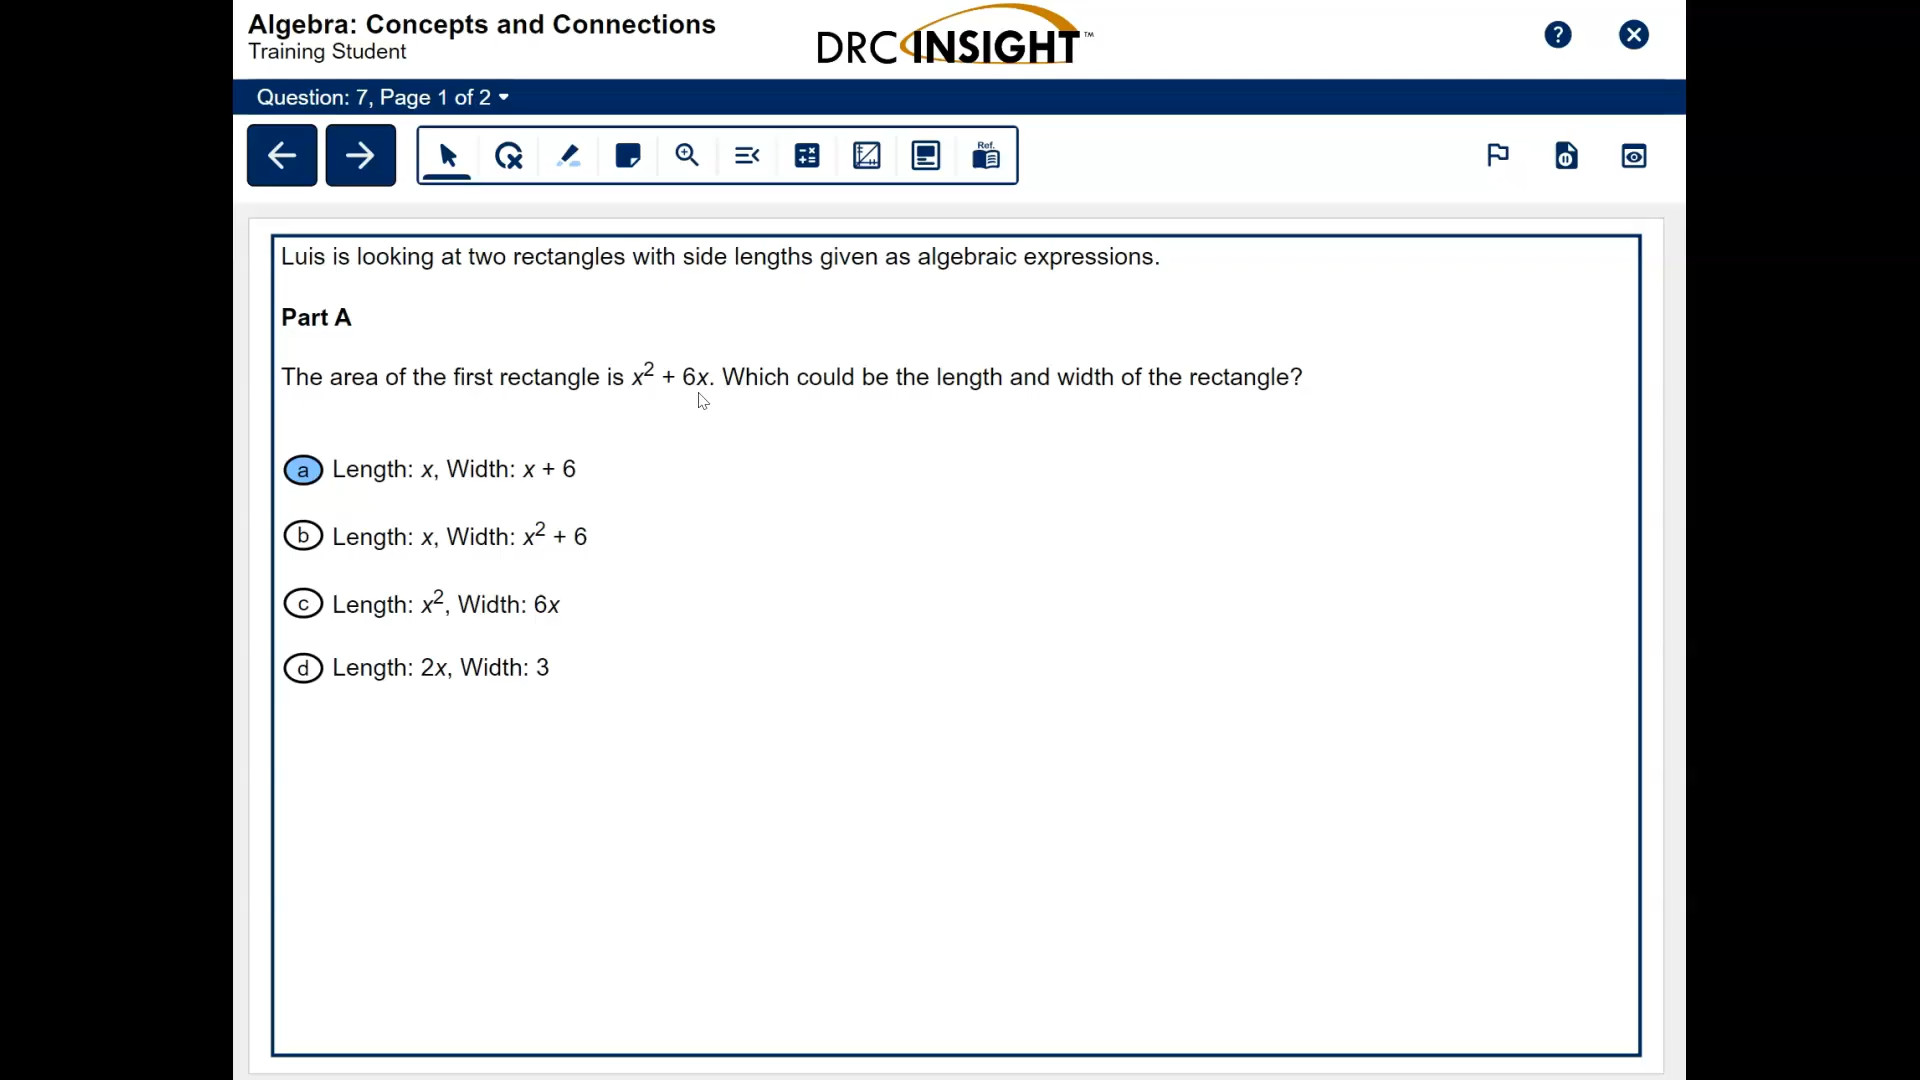 Algebra: Concepts and Connections
Training Student
DRC INSIGHT™
?
Question: 7, Page 1 of 2
Ref.
Luis is looking at two rectangles with side lengths given as algebraic expressions.
Part A
The area of the first rectangle is x² + 6x. Which could be the length and width of the rectangle?
a Length: x, Width: x + 6
b Length: x, Width: x² + 6
c Length: x², Width: 6x
d Length: 2x, Width: 3